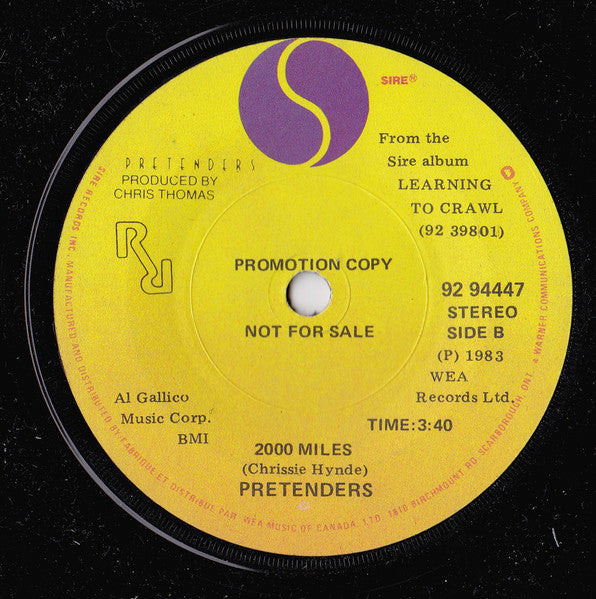 SIRE®
From the
Sire album
LEARNING
TO CRAWL
(92 39801)
PRETENDERS
PRODUCED BY
CHRIS THOMAS
PROMOTION COPY
NOT FOR SALE
92 94447
STEREO
SIDE B
(P) 1983
WEA
Records Ltd.
TIME:3:40
Al Gallico
Music Corp.
BMI
2000 MILES
(Chrissie Hynde)
PRETENDERS
SIRE RECORDS INC. MANUFACTURED AND DISTRIBUTED BY·FABRIQUE ET DISTRIBUE PAR WEA MUSIC OF CANADA, LTD. 1810 BIRCHMOUNT RD. SCARBOROUGH, ONT. A WARNER COMMUNICATIONS COMPANY